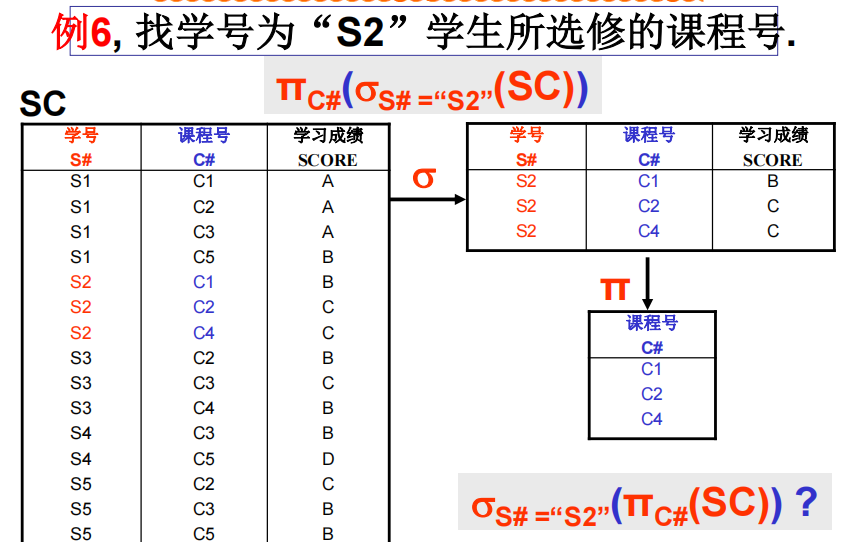 例6, 找学号为“S2”学生所选修的课程号.
πC#(σS# =“S2”(SC))
SC
学号 课程号 学习成绩
S# C# SCORE
S1 C1 A
S1 C2 A
S1 C3 A
S1 C5 B
S2 C1 B
S2 C2 C
S2 C4 C
S3 C2 B
S3 C3 C
S3 C4 B
S4 C3 B
S4 C5 D
S5 C2 C
S5 C3 B
S5 C5 B
σ
学号 课程号 学习成绩
S# C# SCORE
S2 C1 B
S2 C2 C
S2 C4 C
π
课程号
C#
C1
C2
C4
σS# =“S2”(πC#(SC)) ?